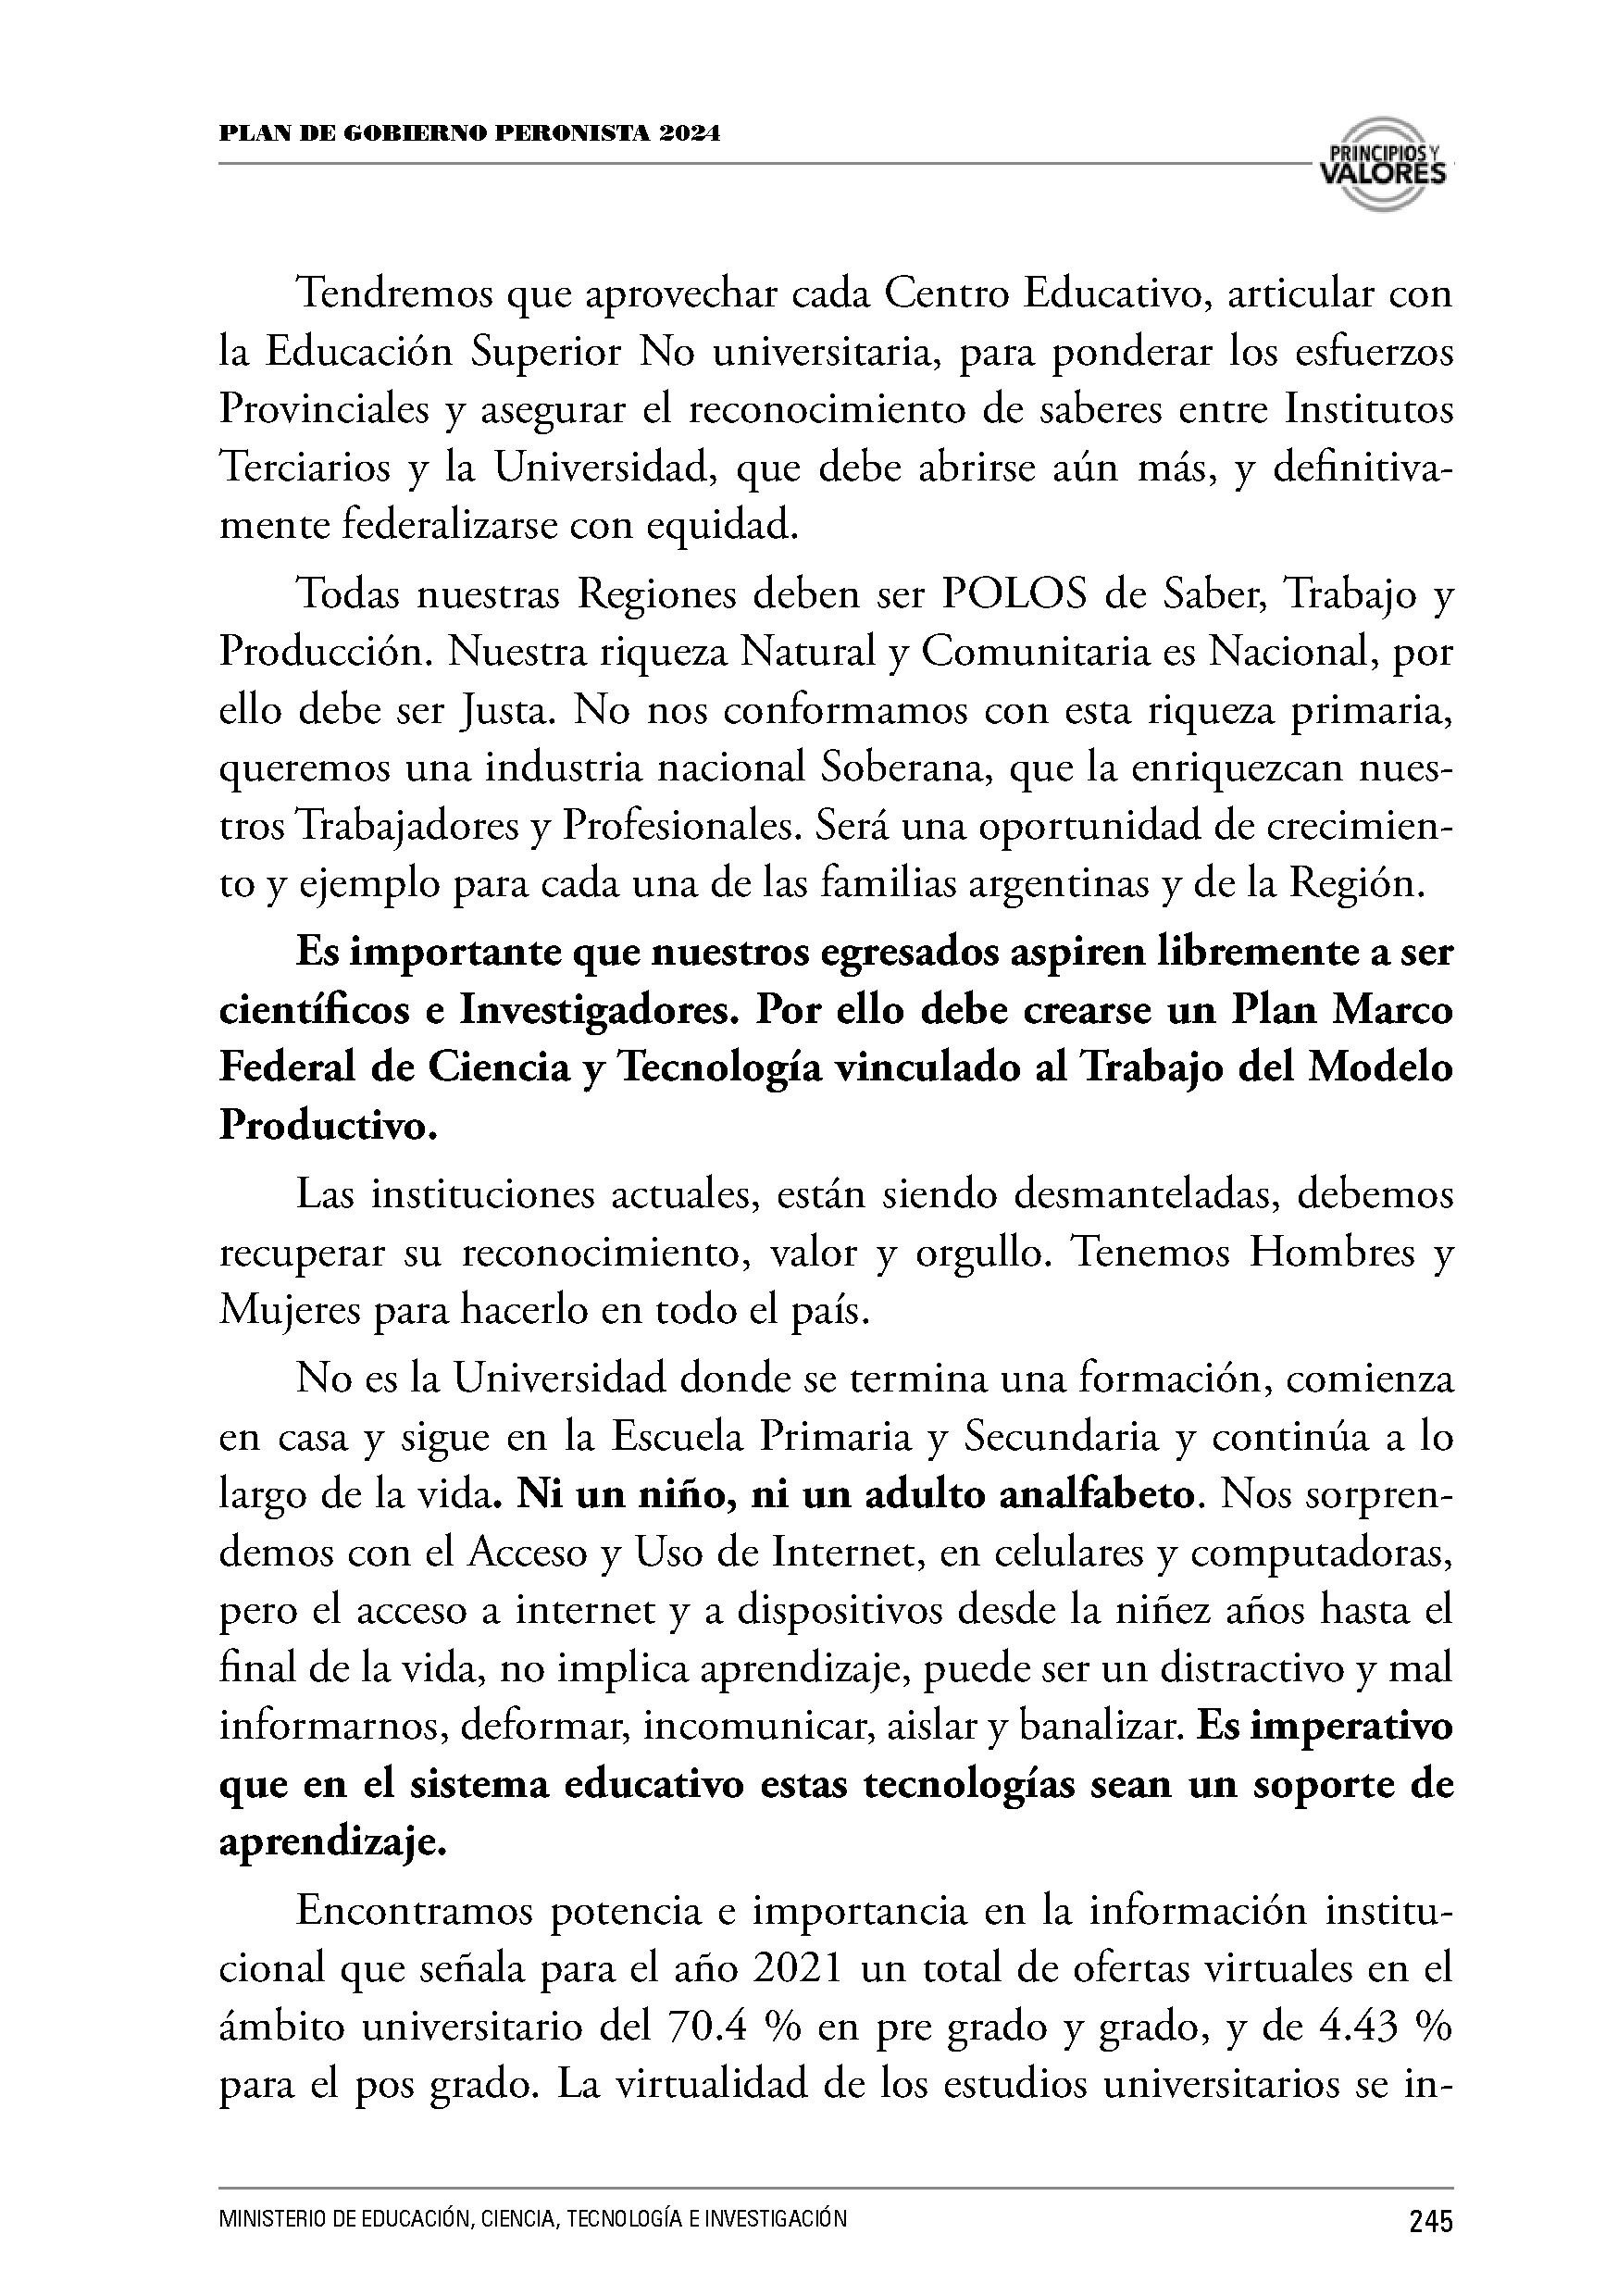 PLAN DE GOBIERNO PERONISTA 2024
PRINCIPIOS Y
VALORES
Tendremos que aprovechar cada Centro Educativo, articular con
la Educación Superior No universitaria, para ponderar los esfuerzos
Provinciales y asegurar el reconocimiento de saberes entre Institutos
Terciarios y la Universidad, que debe abrirse aún más, y definitiva-
mente federalizarse con equidad.
Todas nuestras Regiones deben ser POLOS de Saber, Trabajo y
Producción. Nuestra riqueza Natural y Comunitaria es Nacional, por
ello debe ser Justa. No nos conformamos con esta riqueza primaria,
queremos una industria nacional Soberana, que la enriquezcan nues-
tros Trabajadores y Profesionales. Será una oportunidad de crecimien-
to y ejemplo para cada una de las familias argentinas y de la Región.
Es importante que nuestros egresados aspiren libremente a ser
científicos e Investigadores. Por ello debe crearse un Plan Marco
Federal de Ciencia y Tecnología vinculado al Trabajo del Modelo
Productivo.
Las instituciones actuales, están siendo desmanteladas, debemos
recuperar su reconocimiento, valor y orgullo. Tenemos Hombres y
Mujeres para hacerlo en todo el país.
No es la Universidad donde se termina una formación, comienza
en casa y sigue en la Escuela Primaria y Secundaria y continúa a lo
largo de la vida. Ni un niño, ni un adulto analfabeto. Nos sorpren-
demos con el Acceso y Uso de Internet, en celulares y computadoras,
pero el acceso a internet y a dispositivos desde la niñez años hasta el
final de la vida, no implica aprendizaje, puede ser un distractivo y mal
informarnos, deformar, incomunicar, aislar y banalizar. Es imperativo
que en el sistema educativo estas tecnologías sean un soporte de
aprendizaje.
Encontramos potencia e importancia en la información institu-
cional que señala para el año 2021 un total de ofertas virtuales en el
ámbito universitario del 70.4 % en pre grado y grado, y de 4.43 %
para el pos grado. La virtualidad de los estudios universitarios se in-
MINISTERIO DE EDUCACIÓN, CIENCIA, TECNOLOGÍA E INVESTIGACIÓN
245